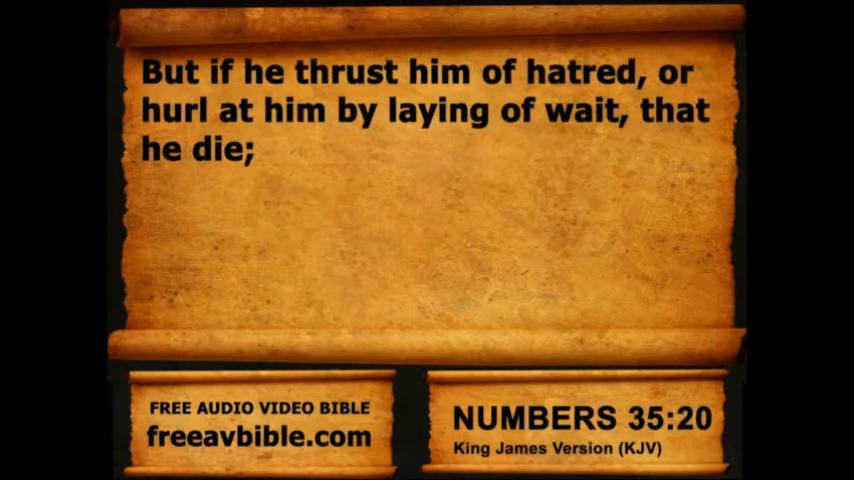 But if he thrust him of hatred, or
hurl at him by laying of wait, that
he die;
FREE AUDIO VIDEO BIBLE
freeavbible.com
NUMBERS 35:20
King James Version (KJV)